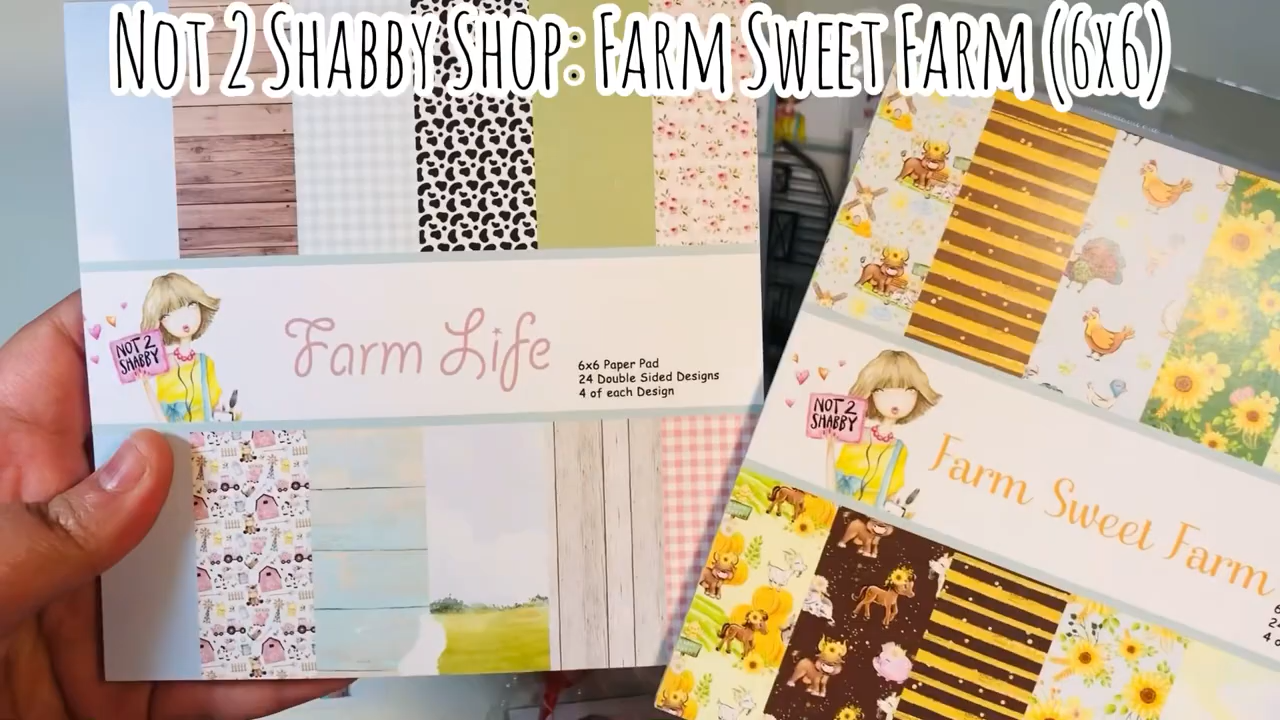 Not 2 Shabby Shop: Farm Sweet Farm (6x6)
NOT 2
SHABBY
Farm Life
6x6 Paper Pad
24 Double Sided Designs
4 of each Design
NOT 2
SHABBY
Farm Sweet Farm